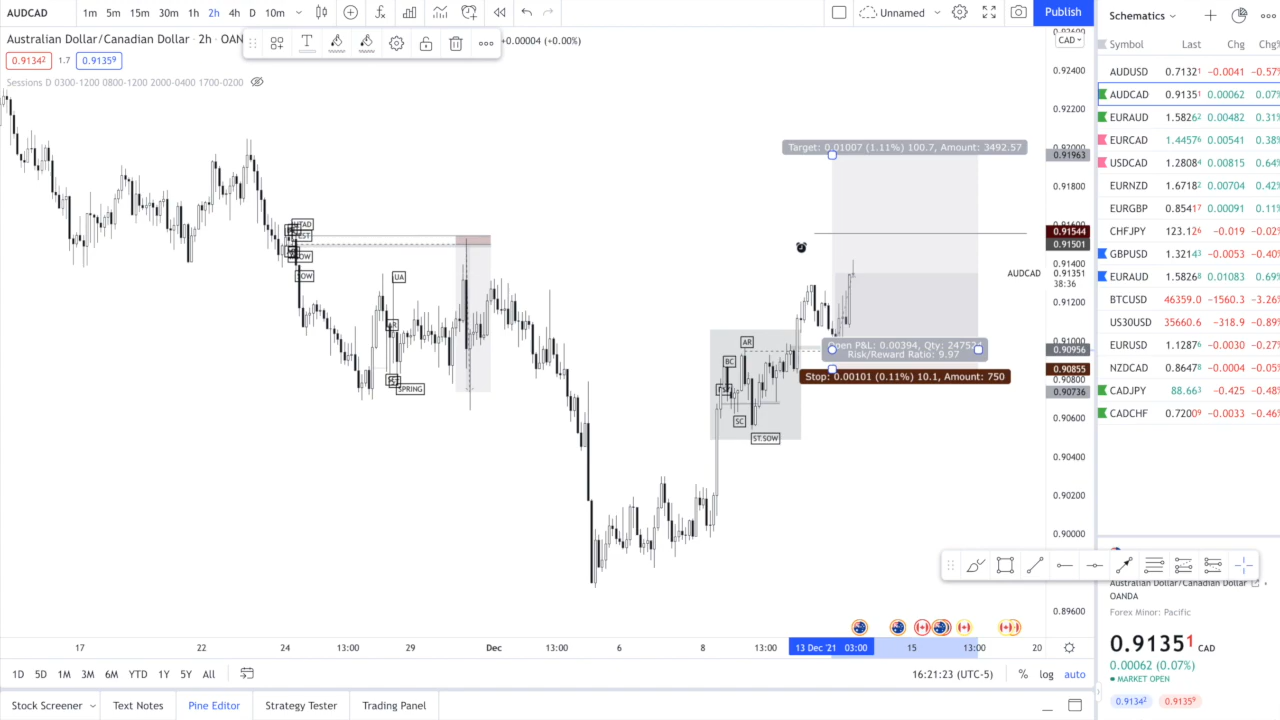 AUDCAD 1m 5m 15m 30m 1h 2h 4h D 10m Unnamed Publish
Australian Dollar/Canadian Dollar · 2h · OAN +0.00004 (+0.00%)
0.91342 1.7 0.91359
Sessions D 0300-1200 0800-1200 2000-0400 1700-0200
CAD
0.92400
0.92200
0.92000
0.91963
0.91800
0.91600
0.91544
0.91501
0.91400
AUDCAD 0.91351
38:36
0.91200
0.91000
0.90956
0.90855
0.90800
0.90736
0.90600
0.90400
0.90200
0.90000
0.89600
Target: 0.01007 (1.11%) 100.7, Amount: 3492.57
Open P&L: 0.00394, Qty: 247524
Risk/Reward Ratio: 9.97
Stop: 0.00101 (0.11%) 10.1, Amount: 750
UTAD
SOW
UA
AR
SPRING
AR
BC
SC
ST.SOW
17 22 24 13:00 29 Dec 13:00 6 8 13:00 13 Dec '21 03:00 15 13:00 20
1D 5D 1M 3M 6M YTD 1Y 5Y All 16:21:23 (UTC-5) % log auto
Stock Screener Text Notes Pine Editor Strategy Tester Trading Panel
Schematics
Symbol Last Chg Chg%
AUDUSD 0.71321 −0.0041 −0.57%
AUDCAD 0.91351 0.00062 0.07%
EURAUD 1.58262 0.00482 0.31%
EURCAD 1.44576 0.00541 0.38%
USDCAD 1.28084 0.00815 0.64%
EURNZD 1.67182 0.00704 0.42%
EURGBP 0.85417 0.00091 0.11%
CHFJPY 123.126 −0.019 −0.02%
GBPUSD 1.32143 −0.0053 −0.40%
EURAUD 1.58268 0.01083 0.69%
BTCUSD 46359.0 −1560.3 −3.26%
US30USD 35660.6 −318.9 −0.89%
EURUSD 1.12876 −0.0030 −0.27%
NZDCAD 0.86478 −0.0004 −0.05%
CADJPY 88.663 −0.425 −0.48%
CADCHF 0.72009 −0.0033 −0.46%
Australian Dollar/Canadian Dollar
OANDA
Forex Minor: Pacific
0.91351 CAD
0.00062 (0.07%)
MARKET OPEN
0.91342 0.91359